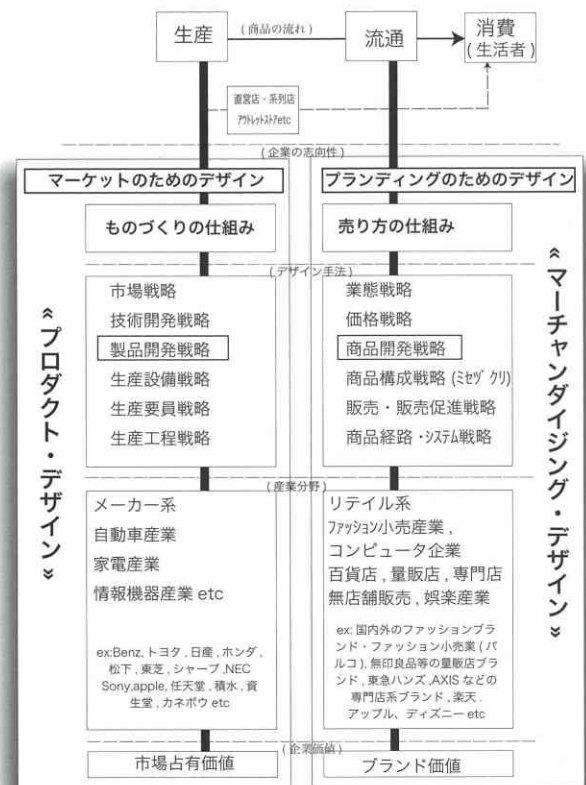 生産
(商品の流れ)
流通
消費
(生活者)
直営店・系列店
アウトレットストアetc
(企業の志向性)
マーケットのためのデザイン
ブランディングのためのデザイン
ものづくりの仕組み
売り方の仕組み
(デザイン手法)
≪プロダクト・デザイン≫
市場戦略
技術開発戦略
製品開発戦略
生産設備戦略
生産要員戦略
生産工程戦略
業態戦略
価格戦略
商品開発戦略
商品構成戦略(ミセヅクリ)
販売・販売促進戦略
商品経路・システム戦略
≪マーチャンダイジング・デザイン≫
(産業分野)
メーカー系
自動車産業
家電産業
情報機器産業 etc
ex:Benz,トヨタ,日産,ホンダ,
松下,東芝,シャープ,NEC
Sony,apple,任天堂,積水,資
生堂,カネボウ etc
リテイル系
ファッション小売産業,
コンピュータ企業
百貨店,量販店,専門店
無店舗販売,娯楽産業
ex: 国内外のファッションブラ
ンド・ファッション小売業(パ
ルコ),無印良品等の量販店ブラ
ンド,東急ハンズ,AXISなどの
専門店系ブランド,楽天.
アップル、ディズニー etc
(企業価値)
市場占有価値
ブランド価値